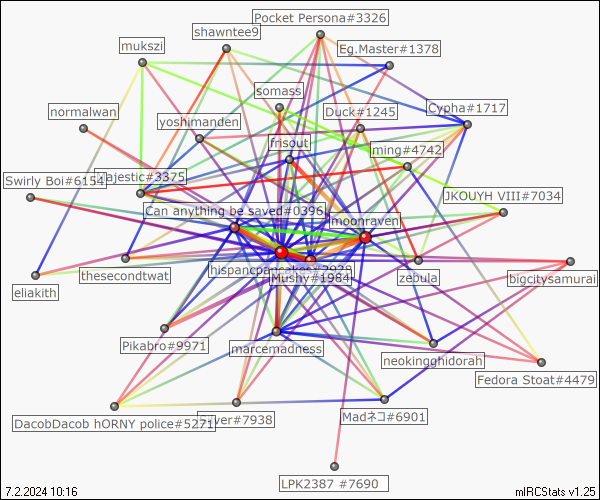 Pocket Persona#3326
shawntee9
mukszi
Eg.Master#1378
somass
normalwan
Duck#1245
Cypha#1717
yoshimanden
frisout
ming#4742
Swirly Boi#6154
Majestic#3375
JKOUYH VIII#7034
Can anything be saved#0396
moonraven
hispancpancakes#2928
Mushy#1984
thesecondtwat
zebula
bigcitysamurai
eliakith
Pikabro#9971
marcemadness
neokingghidorah
Fedora Stoat#4479
DacobDacob hORNY police#5271
ver#7938
Madネコ#6901
LPK2387 #7690
7.2.2024 10:16
mIRCStats v1.25